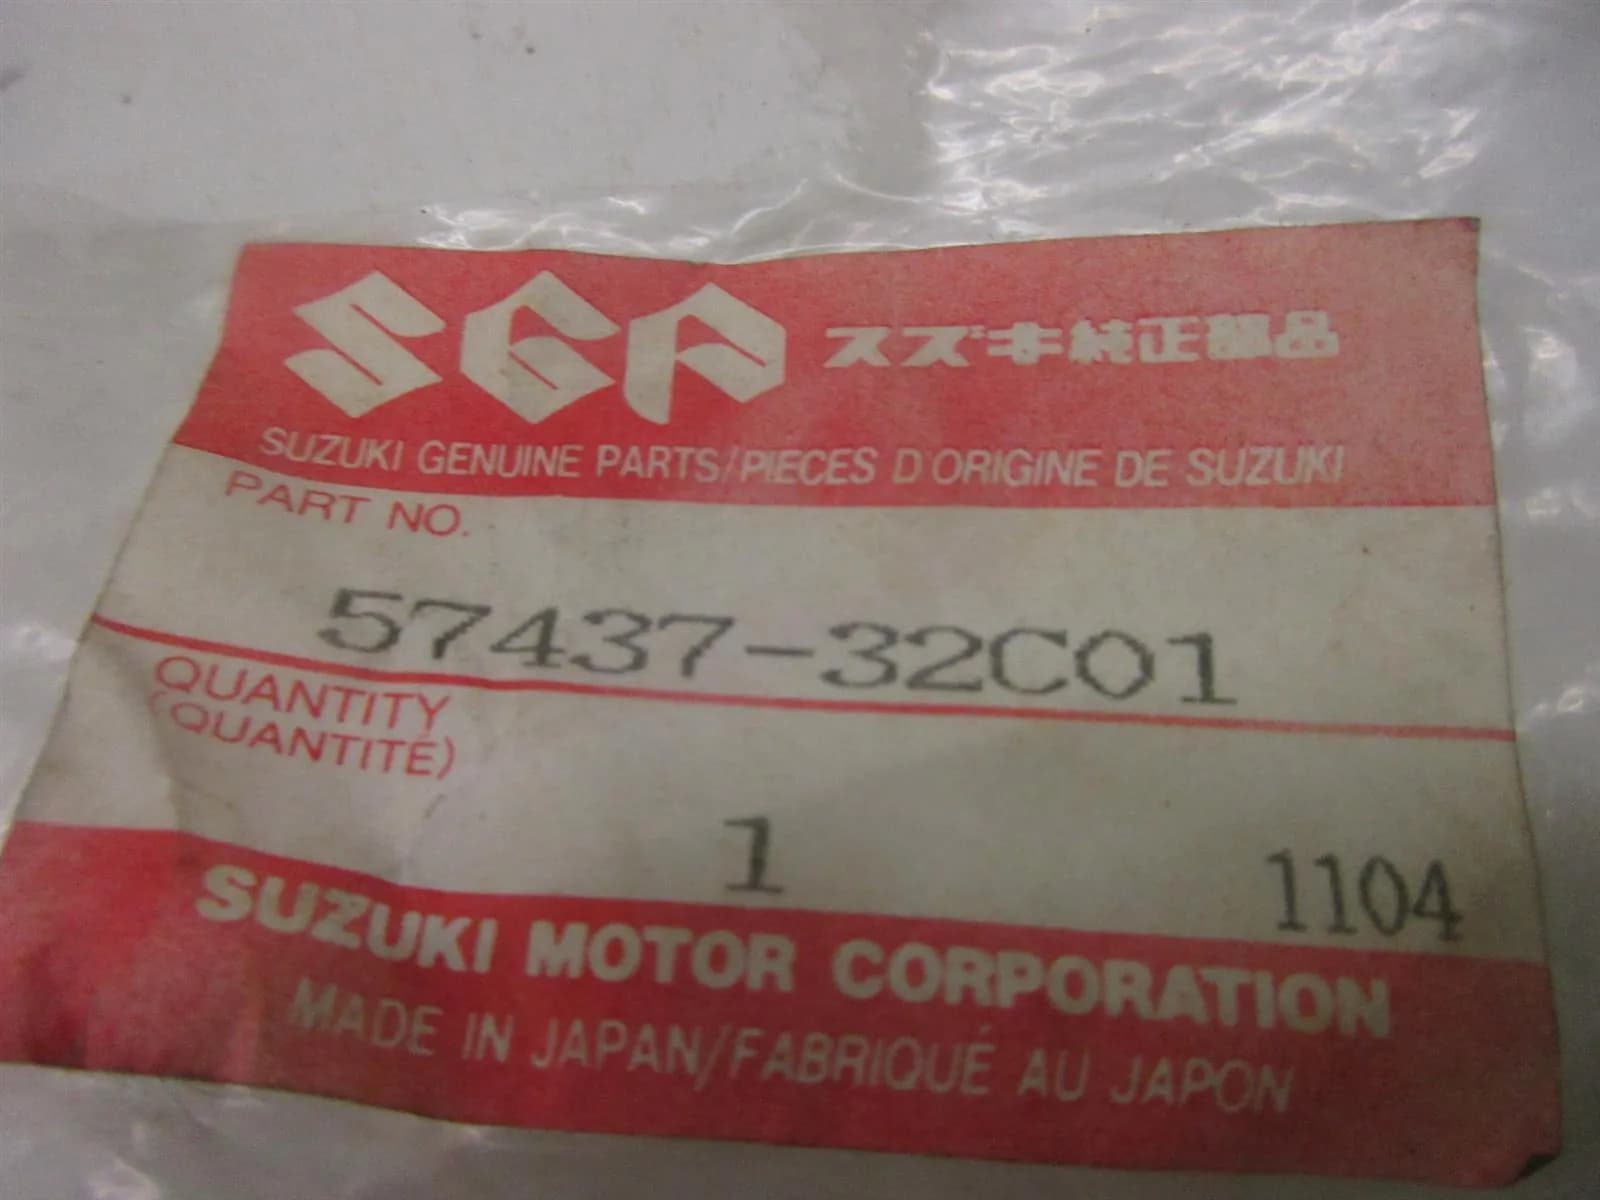 SGP スズキ純正部品
SUZUKI GENUINE PARTS/PIECES D'ORIGINE DE SUZUKI
PART NO.
57437-32C01
QUANTITY
(QUANTITÉ)
1 1104
SUZUKI MOTOR CORPORATION
MADE IN JAPAN/FABRIQUÉ AU JAPON